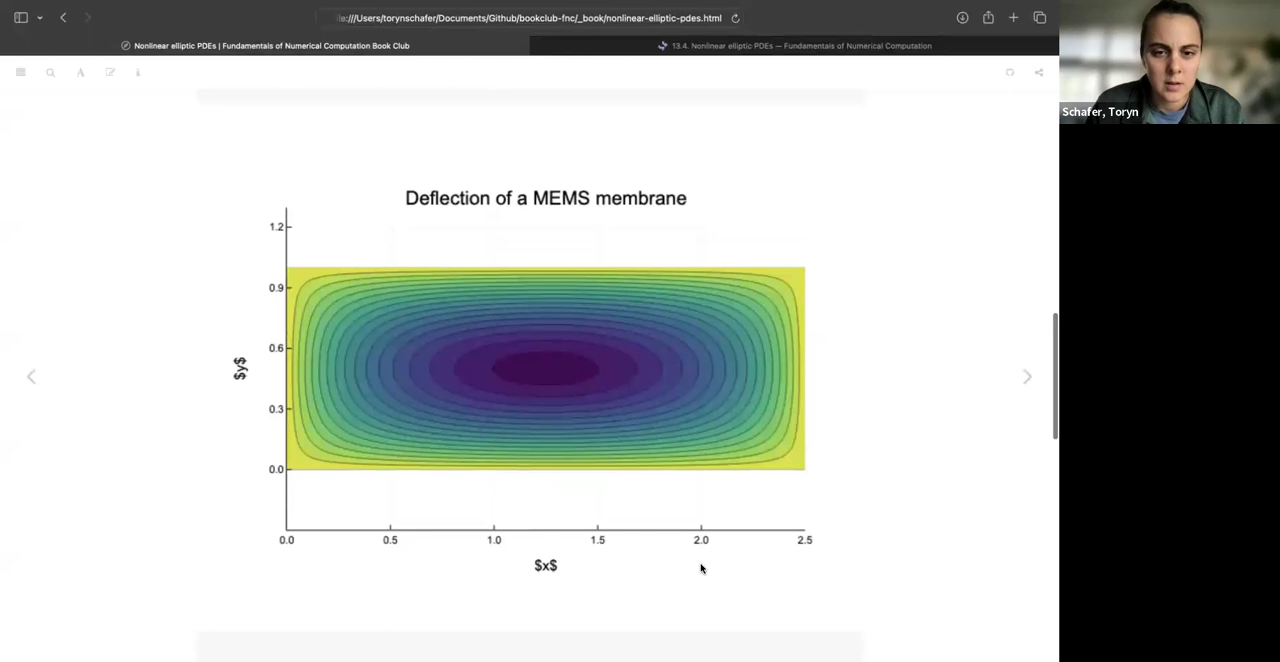 ile:///Users/torynschafer/Documents/Github/bookclub-fnc/_book/nonlinear-elliptic-pdes.html
Nonlinear elliptic PDEs | Fundamentals of Numerical Computation Book Club
13.4. Nonlinear elliptic PDEs — Fundamentals of Numerical Computation
Schafer, Toryn
Deflection of a MEMS membrane
1.2
0.9
0.6
$y$
0.3
0.0
0.0 0.5 1.0 1.5 2.0 2.5
$x$